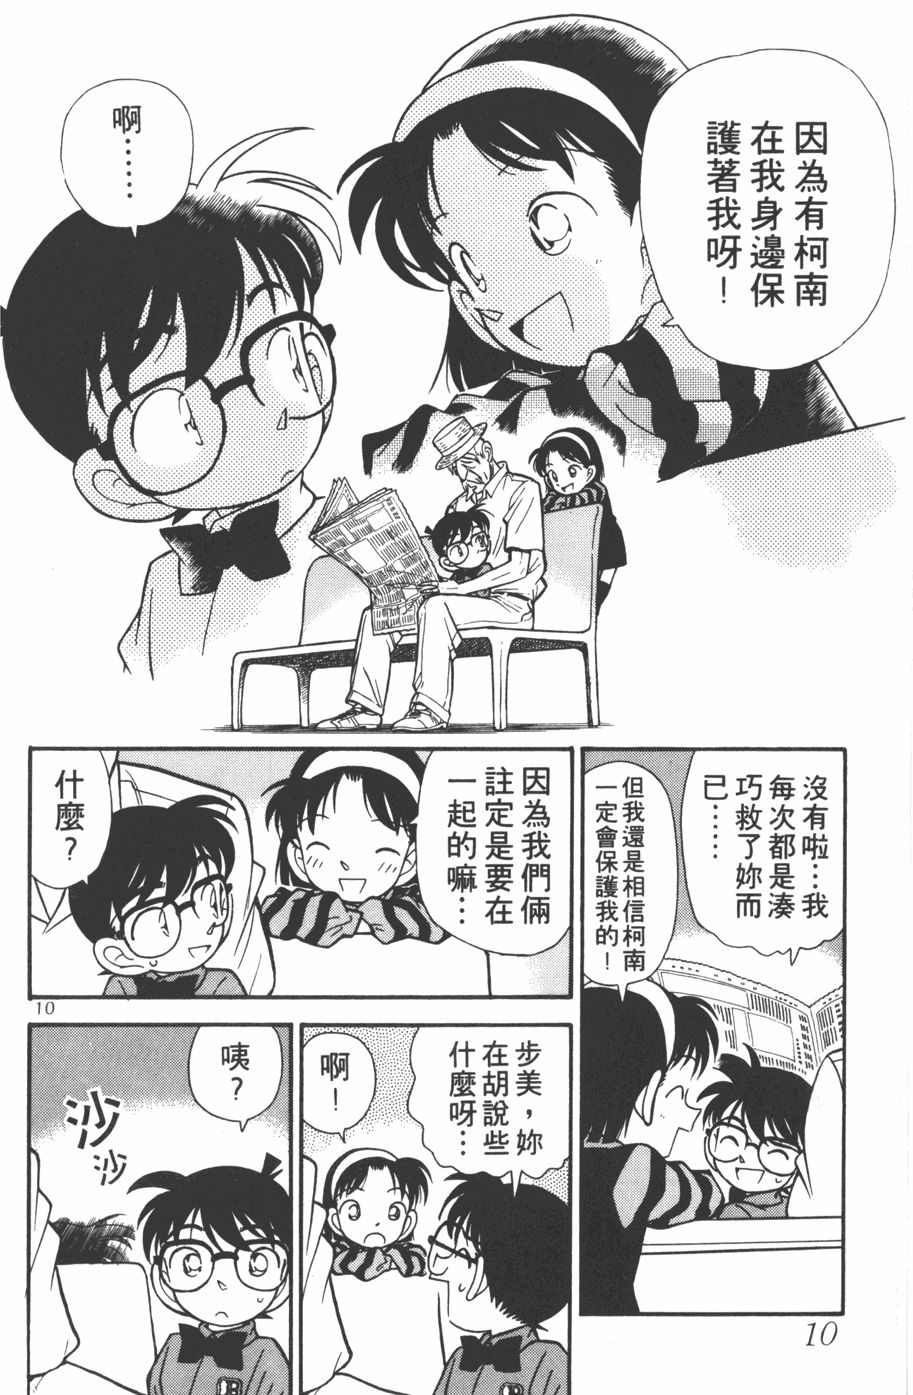 因為有柯南
在我身邊保
護著我呀！
啊……
沒有啦…我
每次都是湊
巧救了妳而
已……
但我還是相信柯南
一定會保護我的！
因為我們倆
註定是要在
一起的嘛…
什麼？
步美，妳
在胡說些
什麼呀…
啊！
咦？
沙
沙
10
10